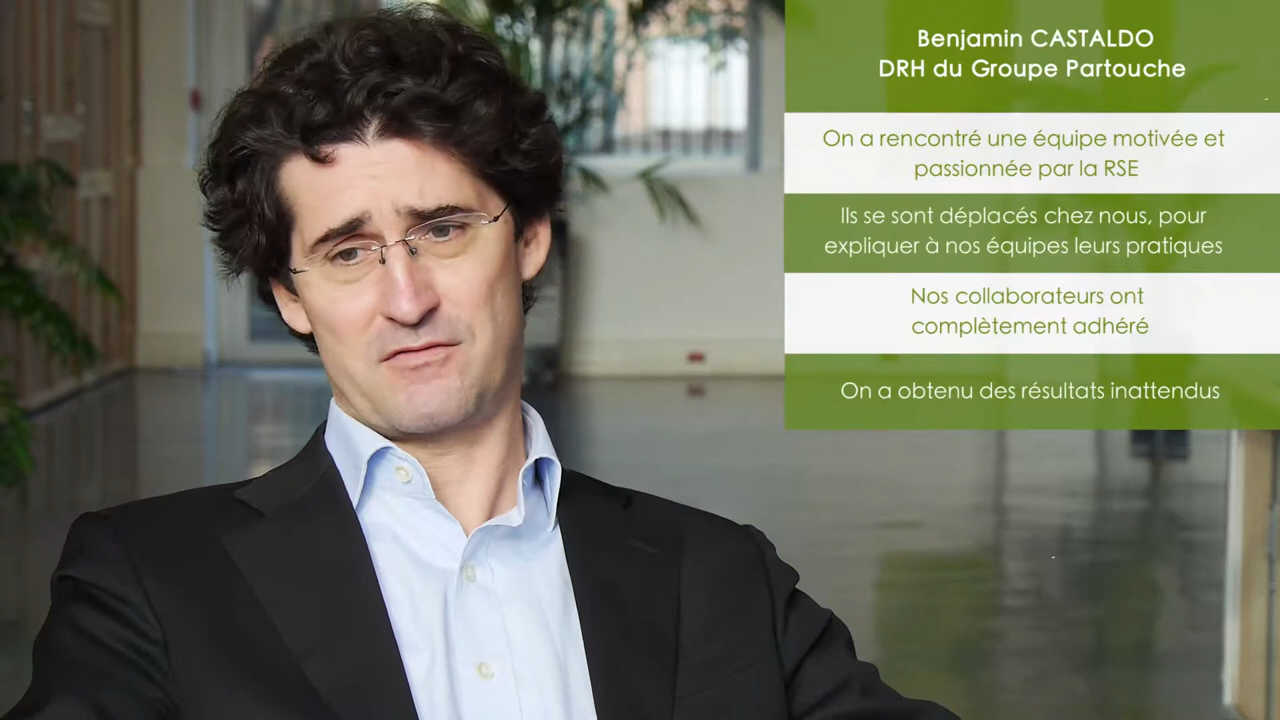 Benjamin CASTALDO
DRH du Groupe Partouche
On a rencontré une équipe motivée et
passionnée par la RSE
Ils se sont déplacés chez nous, pour
expliquer à nos équipes leurs pratiques
Nos collaborateurs ont
complètement adhéré
On a obtenu des résultats inattendus